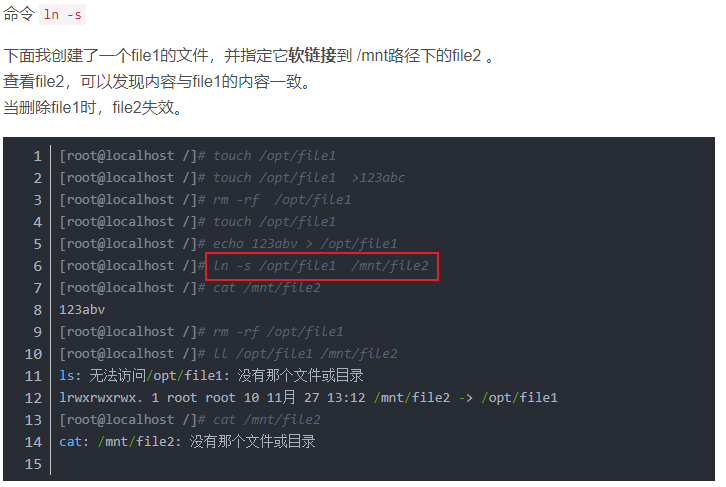 命令 ln -s
下面我创建了一个file1的文件，并指定它软链接到 /mnt路径下的file2 。
查看file2，可以发现内容与file1的内容一致。
当删除file1时，file2失效。
1 [root@localhost /]# touch /opt/file1
2 [root@localhost /]# touch /opt/file1  >123abc
3 [root@localhost /]# rm -rf  /opt/file1
4 [root@localhost /]# touch /opt/file1
5 [root@localhost /]# echo 123abv > /opt/file1
6 [root@localhost /]# ln -s /opt/file1  /mnt/file2
7 [root@localhost /]# cat /mnt/file2
8 123abv
9 [root@localhost /]# rm -rf /opt/file1
10 [root@localhost /]# ll /opt/file1 /mnt/file2
11 ls: 无法访问/opt/file1: 没有那个文件或目录
12 lrwxrwxrwx. 1 root root 10 11月 27 13:12 /mnt/file2 -> /opt/file1
13 [root@localhost /]# cat /mnt/file2
14 cat: /mnt/file2: 没有那个文件或目录
15